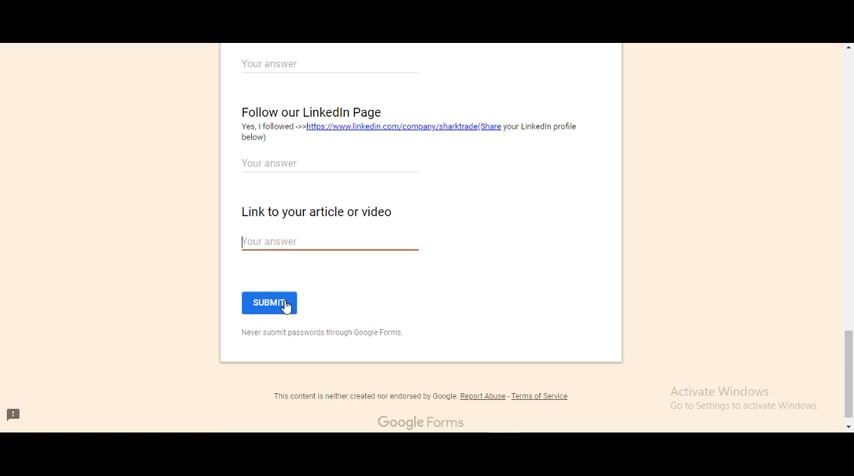 Your answer
Follow our LinkedIn Page
Yes, I followed ->>https://www.linkedin.com/company/sharktrade(Share your LinkedIn profile
below)
Your answer
Link to your article or video
Your answer
SUBMIT
Never submit passwords through Google Forms.
This content is neither created nor endorsed by Google. Report Abuse - Terms of Service
Google Forms
Activate Windows
Go to Settings to activate Windows.